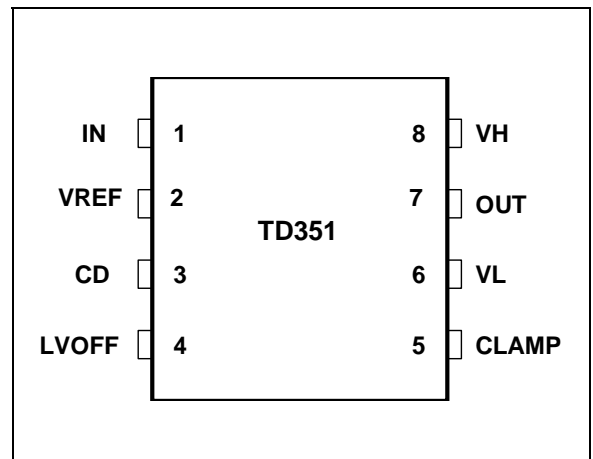 IN 1 8 VH
VREF 2 7 OUT
TD351
CD 3 6 VL
LVOFF 4 5 CLAMP